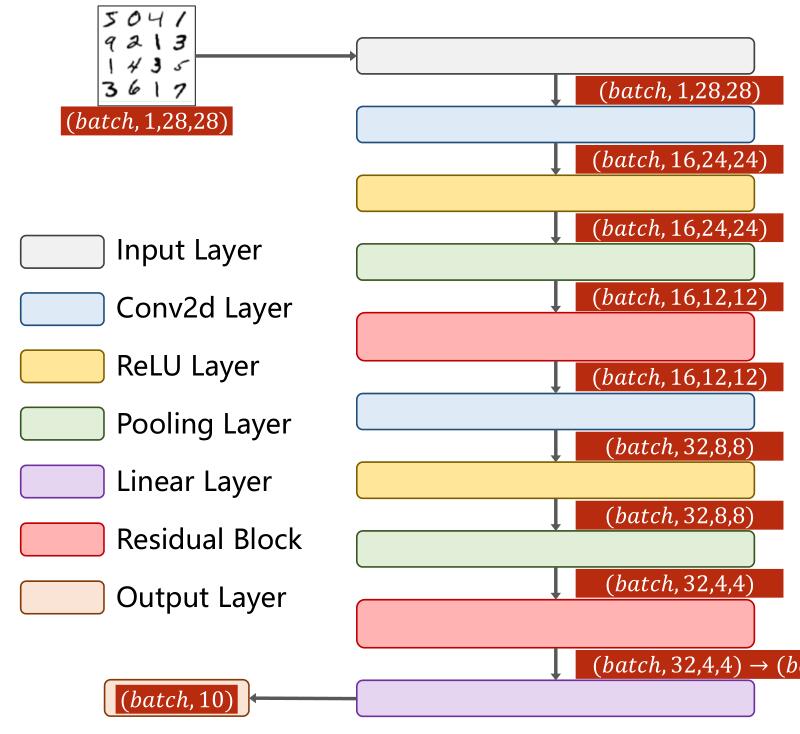 5 0 4 1
9 2 1 3
1 4 3 5
3 6 1 7
(batch, 1,28,28)
(batch, 1,28,28)
(batch, 16,24,24)
(batch, 16,24,24)
(batch, 16,12,12)
(batch, 16,12,12)
(batch, 32,8,8)
(batch, 32,8,8)
(batch, 32,4,4)
(batch, 32,4,4) → (b
Input Layer
Conv2d Layer
ReLU Layer
Pooling Layer
Linear Layer
Residual Block
Output Layer
(batch, 10)